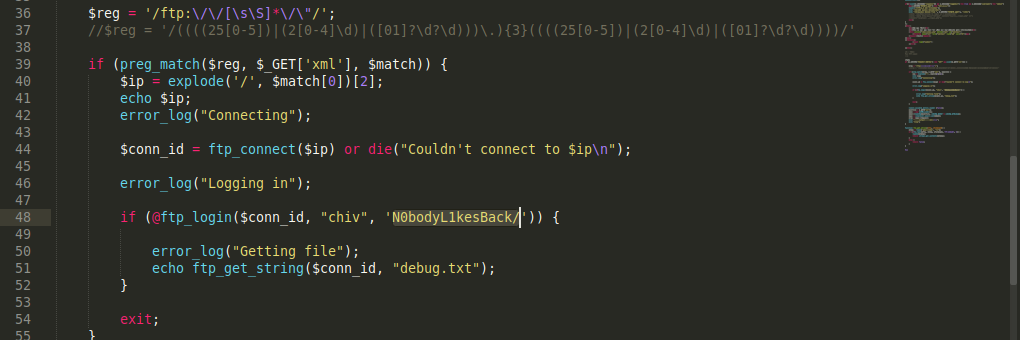 36 $reg = '/ftp:\/\/[\s\S]*\/\"/';
37 //$reg = '/((((25[0-5])|(2[0-4]\d)|([01]?\d?\d)))\.){3}((((25[0-5])|(2[0-4]\d)|([01]?\d?\d))))/'
38
39 if (preg_match($reg, $_GET['xml'], $match)) {
40 $ip = explode('/', $match[0])[2];
41 echo $ip;
42 error_log("Connecting");
43
44 $conn_id = ftp_connect($ip) or die("Couldn't connect to $ip\n");
45
46 error_log("Logging in");
47
48 if (@ftp_login($conn_id, "chiv", 'N0bodyL1kesBack/')) {
49
50 error_log("Getting file");
51 echo ftp_get_string($conn_id, "debug.txt");
52 }
53
54 exit;
55 }